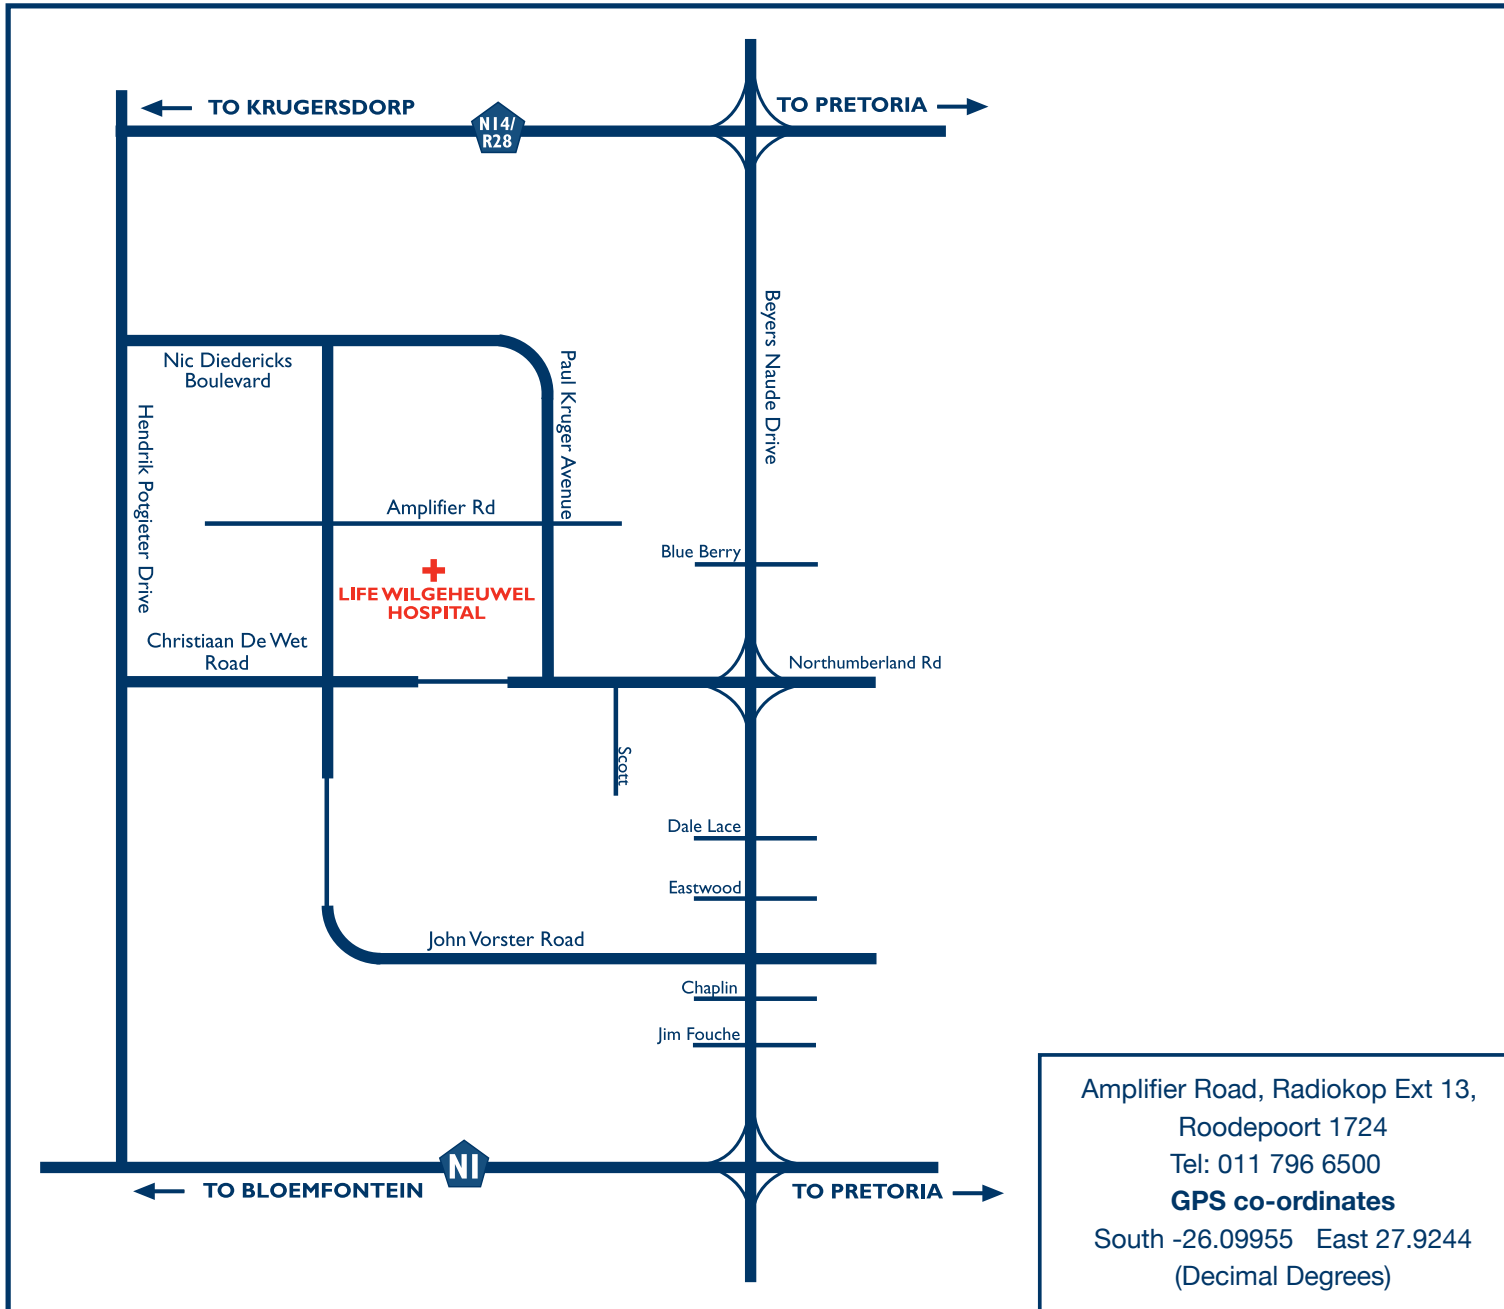 TO KRUGERSDORP
N14/
R28
TO PRETORIA
Nic Diedericks
Boulevard
Paul Kruger Avenue
Beyers Naude Drive
Hendrik Potgieter Drive
Amplifier Rd
Blue Berry
LIFE WILGEHEUWEL
HOSPITAL
Christiaan De Wet
Road
Northumberland Rd
Scott
Dale Lace
Eastwood
John Vorster Road
Chaplin
Jim Fouche
N1
TO BLOEMFONTEIN
TO PRETORIA
Amplifier Road, Radiokop Ext 13,
Roodepoort 1724
Tel: 011 796 6500
GPS co-ordinates
South -26.09955 East 27.9244
(Decimal Degrees)